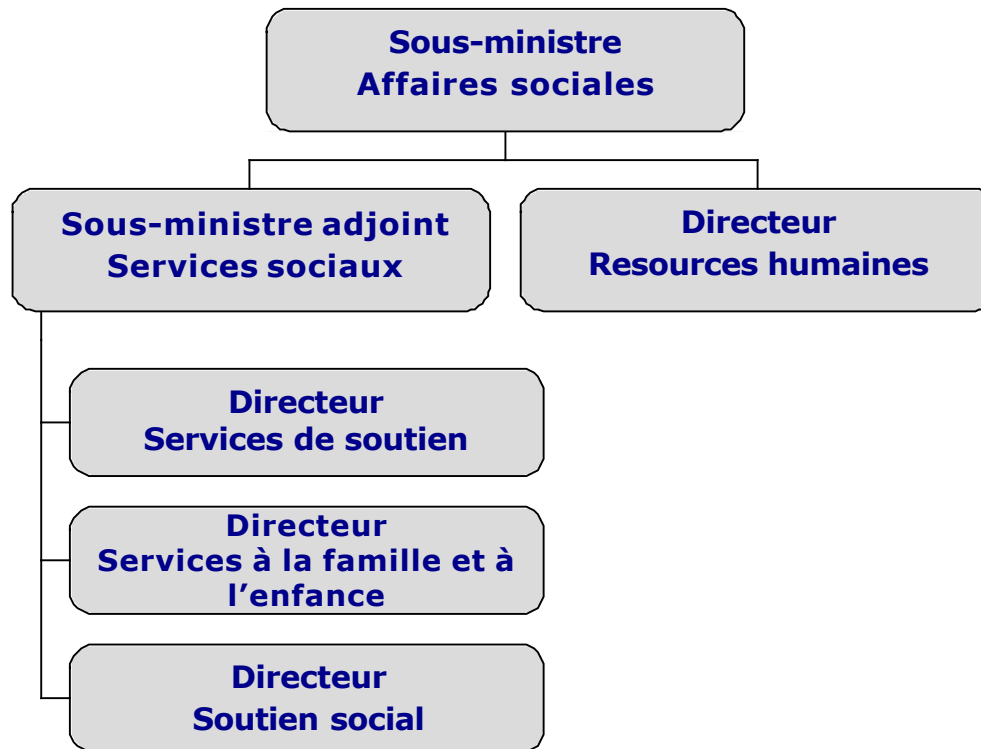 Sous-ministre
Affaires sociales
Sous-ministre adjoint
Services sociaux
Directeur
Resources humaines
Directeur
Services de soutien
Directeur
Services à la famille et à
l’enfance
Directeur
Soutien social